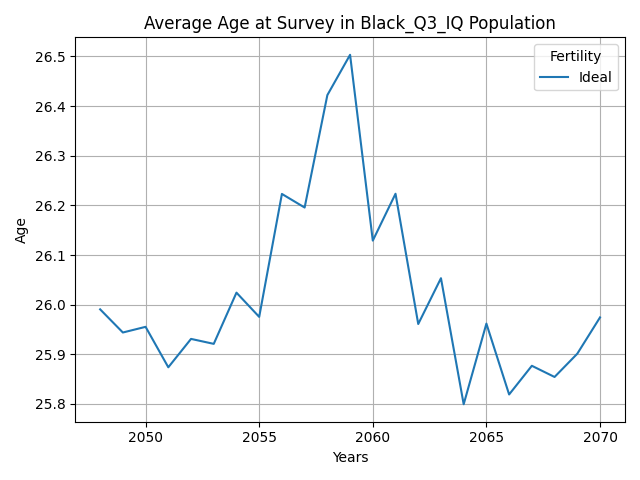 Average Age at Survey in Black_Q3_IQ Population
Fertility
Ideal
Age
26.5
26.4
26.3
26.2
26.1
26.0
25.9
25.8
2050
2055
2060
2065
2070
Years